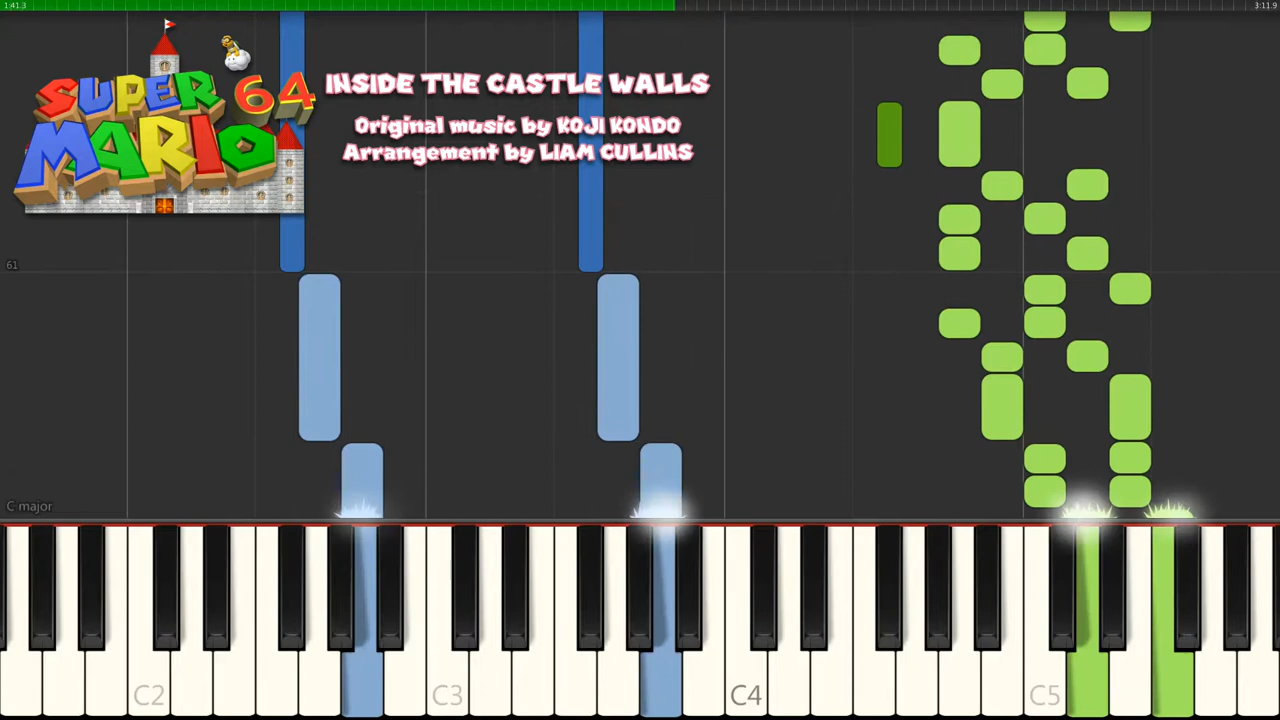 1:41.3
3:11.9
SUPER
MARIO 64
INSIDE THE CASTLE WALLS
Original music by KOJI KONDO
Arrangement by LIAM CULLINS
61
C major
C2 C3 C4 C5